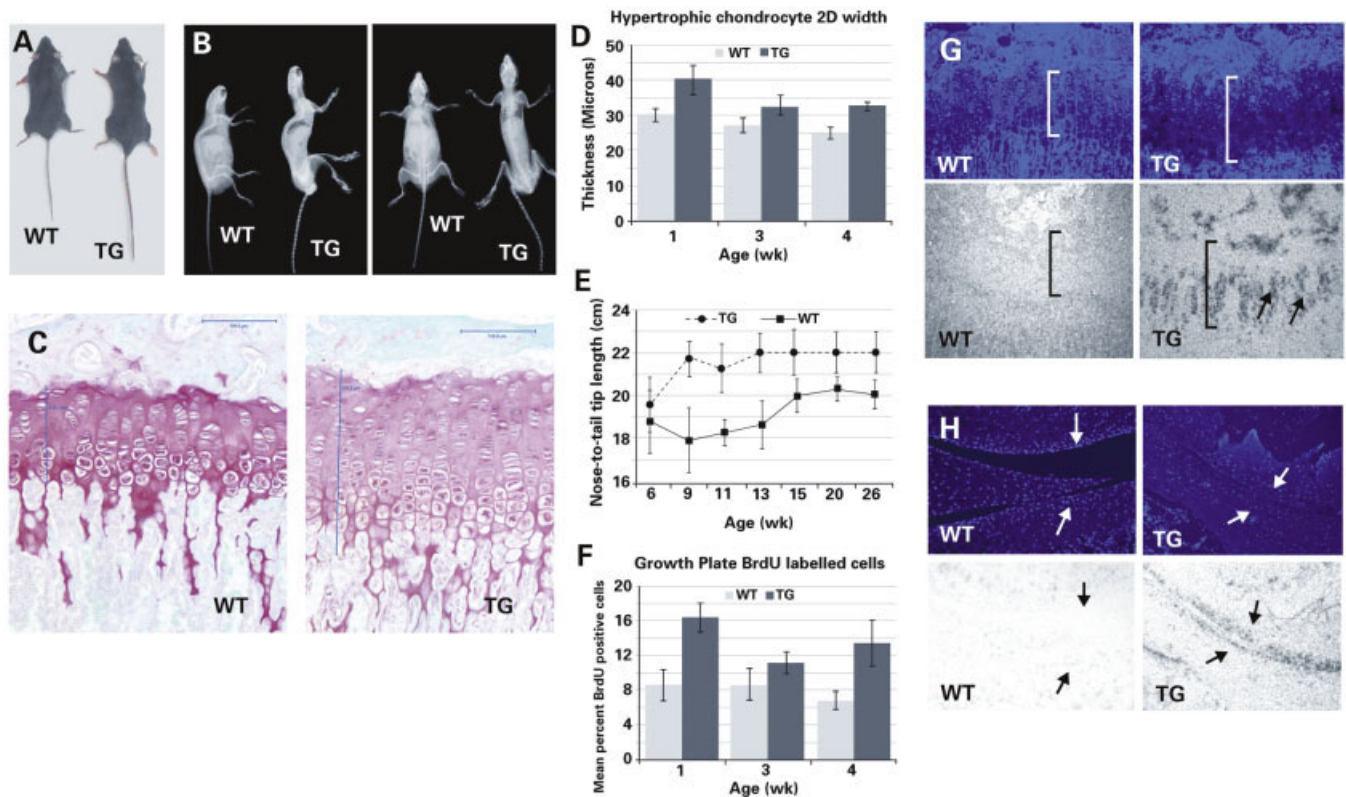 A
WT
TG
B
WT
TG
WT
TG
C
WT
TG
D
Hypertrophic chondrocyte 2D width
WT TG
Thickness (Microns)
50
40
30
20
10
0
1 3 4
Age (wk)
E
TG WT
Nose-to-tail tip length (cm)
24
22
20
18
16
6 9 11 13 15 20 26
Age (wk)
F
Growth Plate BrdU labelled cells
WT TG
Mean percent BrdU positive cells
20
16
12
8
4
0
1 3 4
Age (wk)
G
WT
TG
WT
TG
H
WT
TG
WT
TG